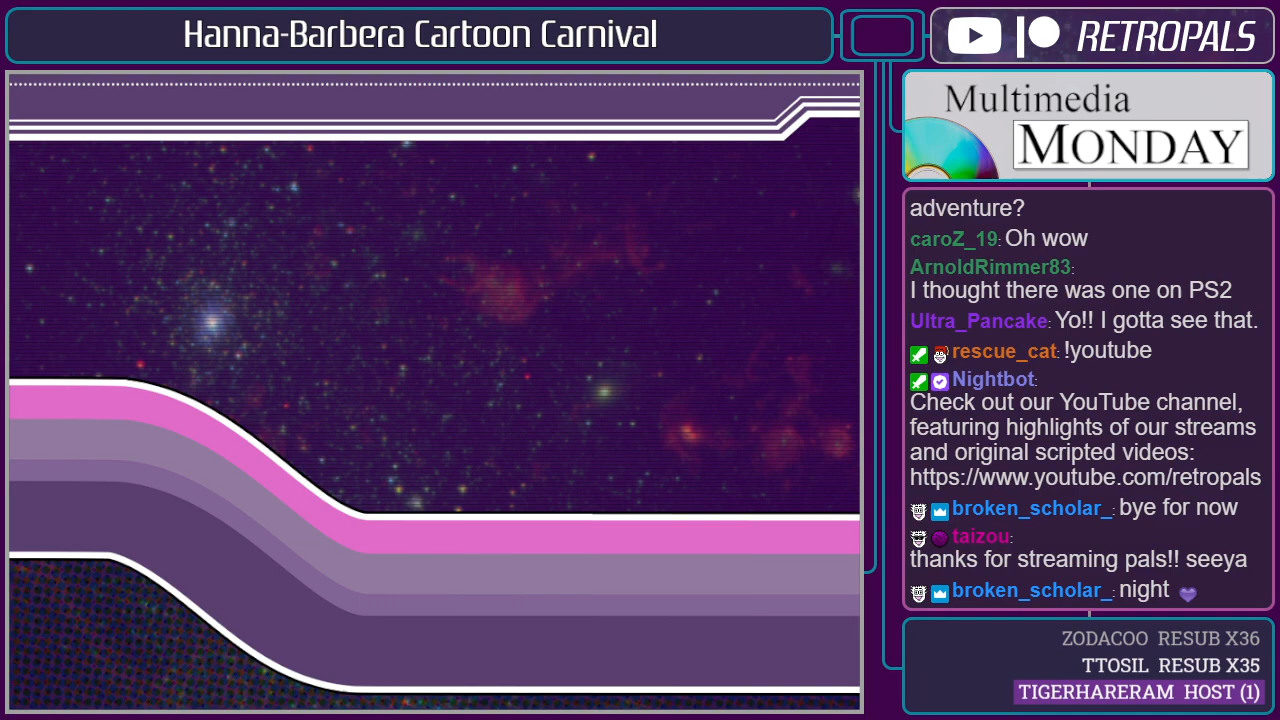 Hanna-Barbera Cartoon Carnival
RETROPALS
Multimedia
MONDAY
adventure?
caroZ_19: Oh wow
ArnoldRimmer83:
I thought there was one on PS2
Ultra_Pancake: Yo!! I gotta see that.
rescue_cat: !youtube
Nightbot:
Check out our YouTube channel,
featuring highlights of our streams
and original scripted videos:
https://www.youtube.com/retropals
broken_scholar_: bye for now
taizou:
thanks for streaming pals!! seeya
broken_scholar_: night
ZODACOO RESUB X36
TTOSIL RESUB X35
TIGERHARERAM HOST (1)